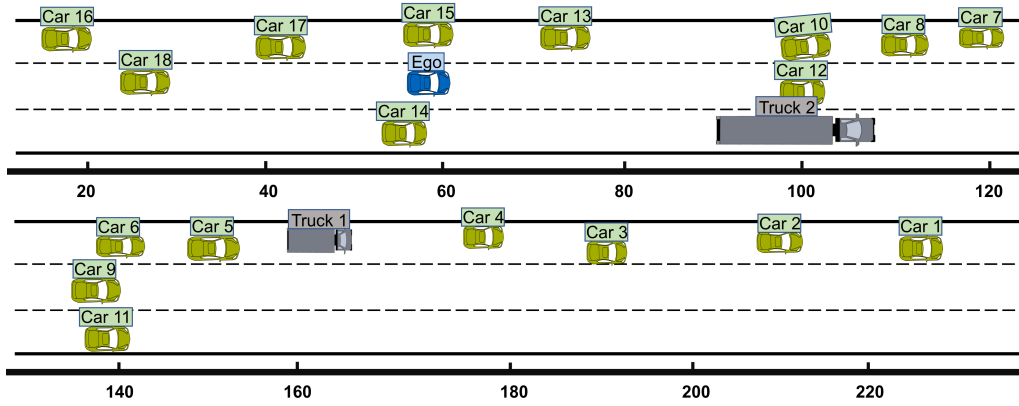 Car 16
Car 17
Car 15
Car 13
Car 10
Car 8
Car 7
Car 18
Ego
Car 12
Car 14
Truck 2
20
40
60
80
100
120
Car 6
Car 5
Truck 1
Car 4
Car 3
Car 2
Car 1
Car 9
Car 11
140
160
180
200
220